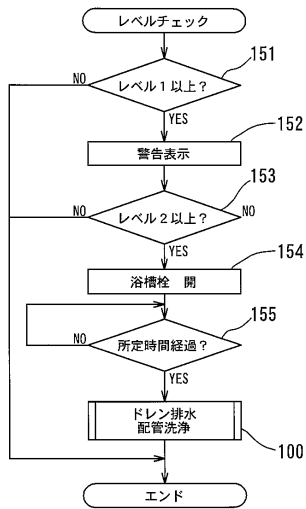 レベルチェック
151
NO
レベル1以上?
YES
152
警告表示
153
NO
レベル2以上?
NO
YES
154
浴槽栓 開
155
NO
所定時間経過?
YES
ドレン排水
配管洗浄
100
エンド